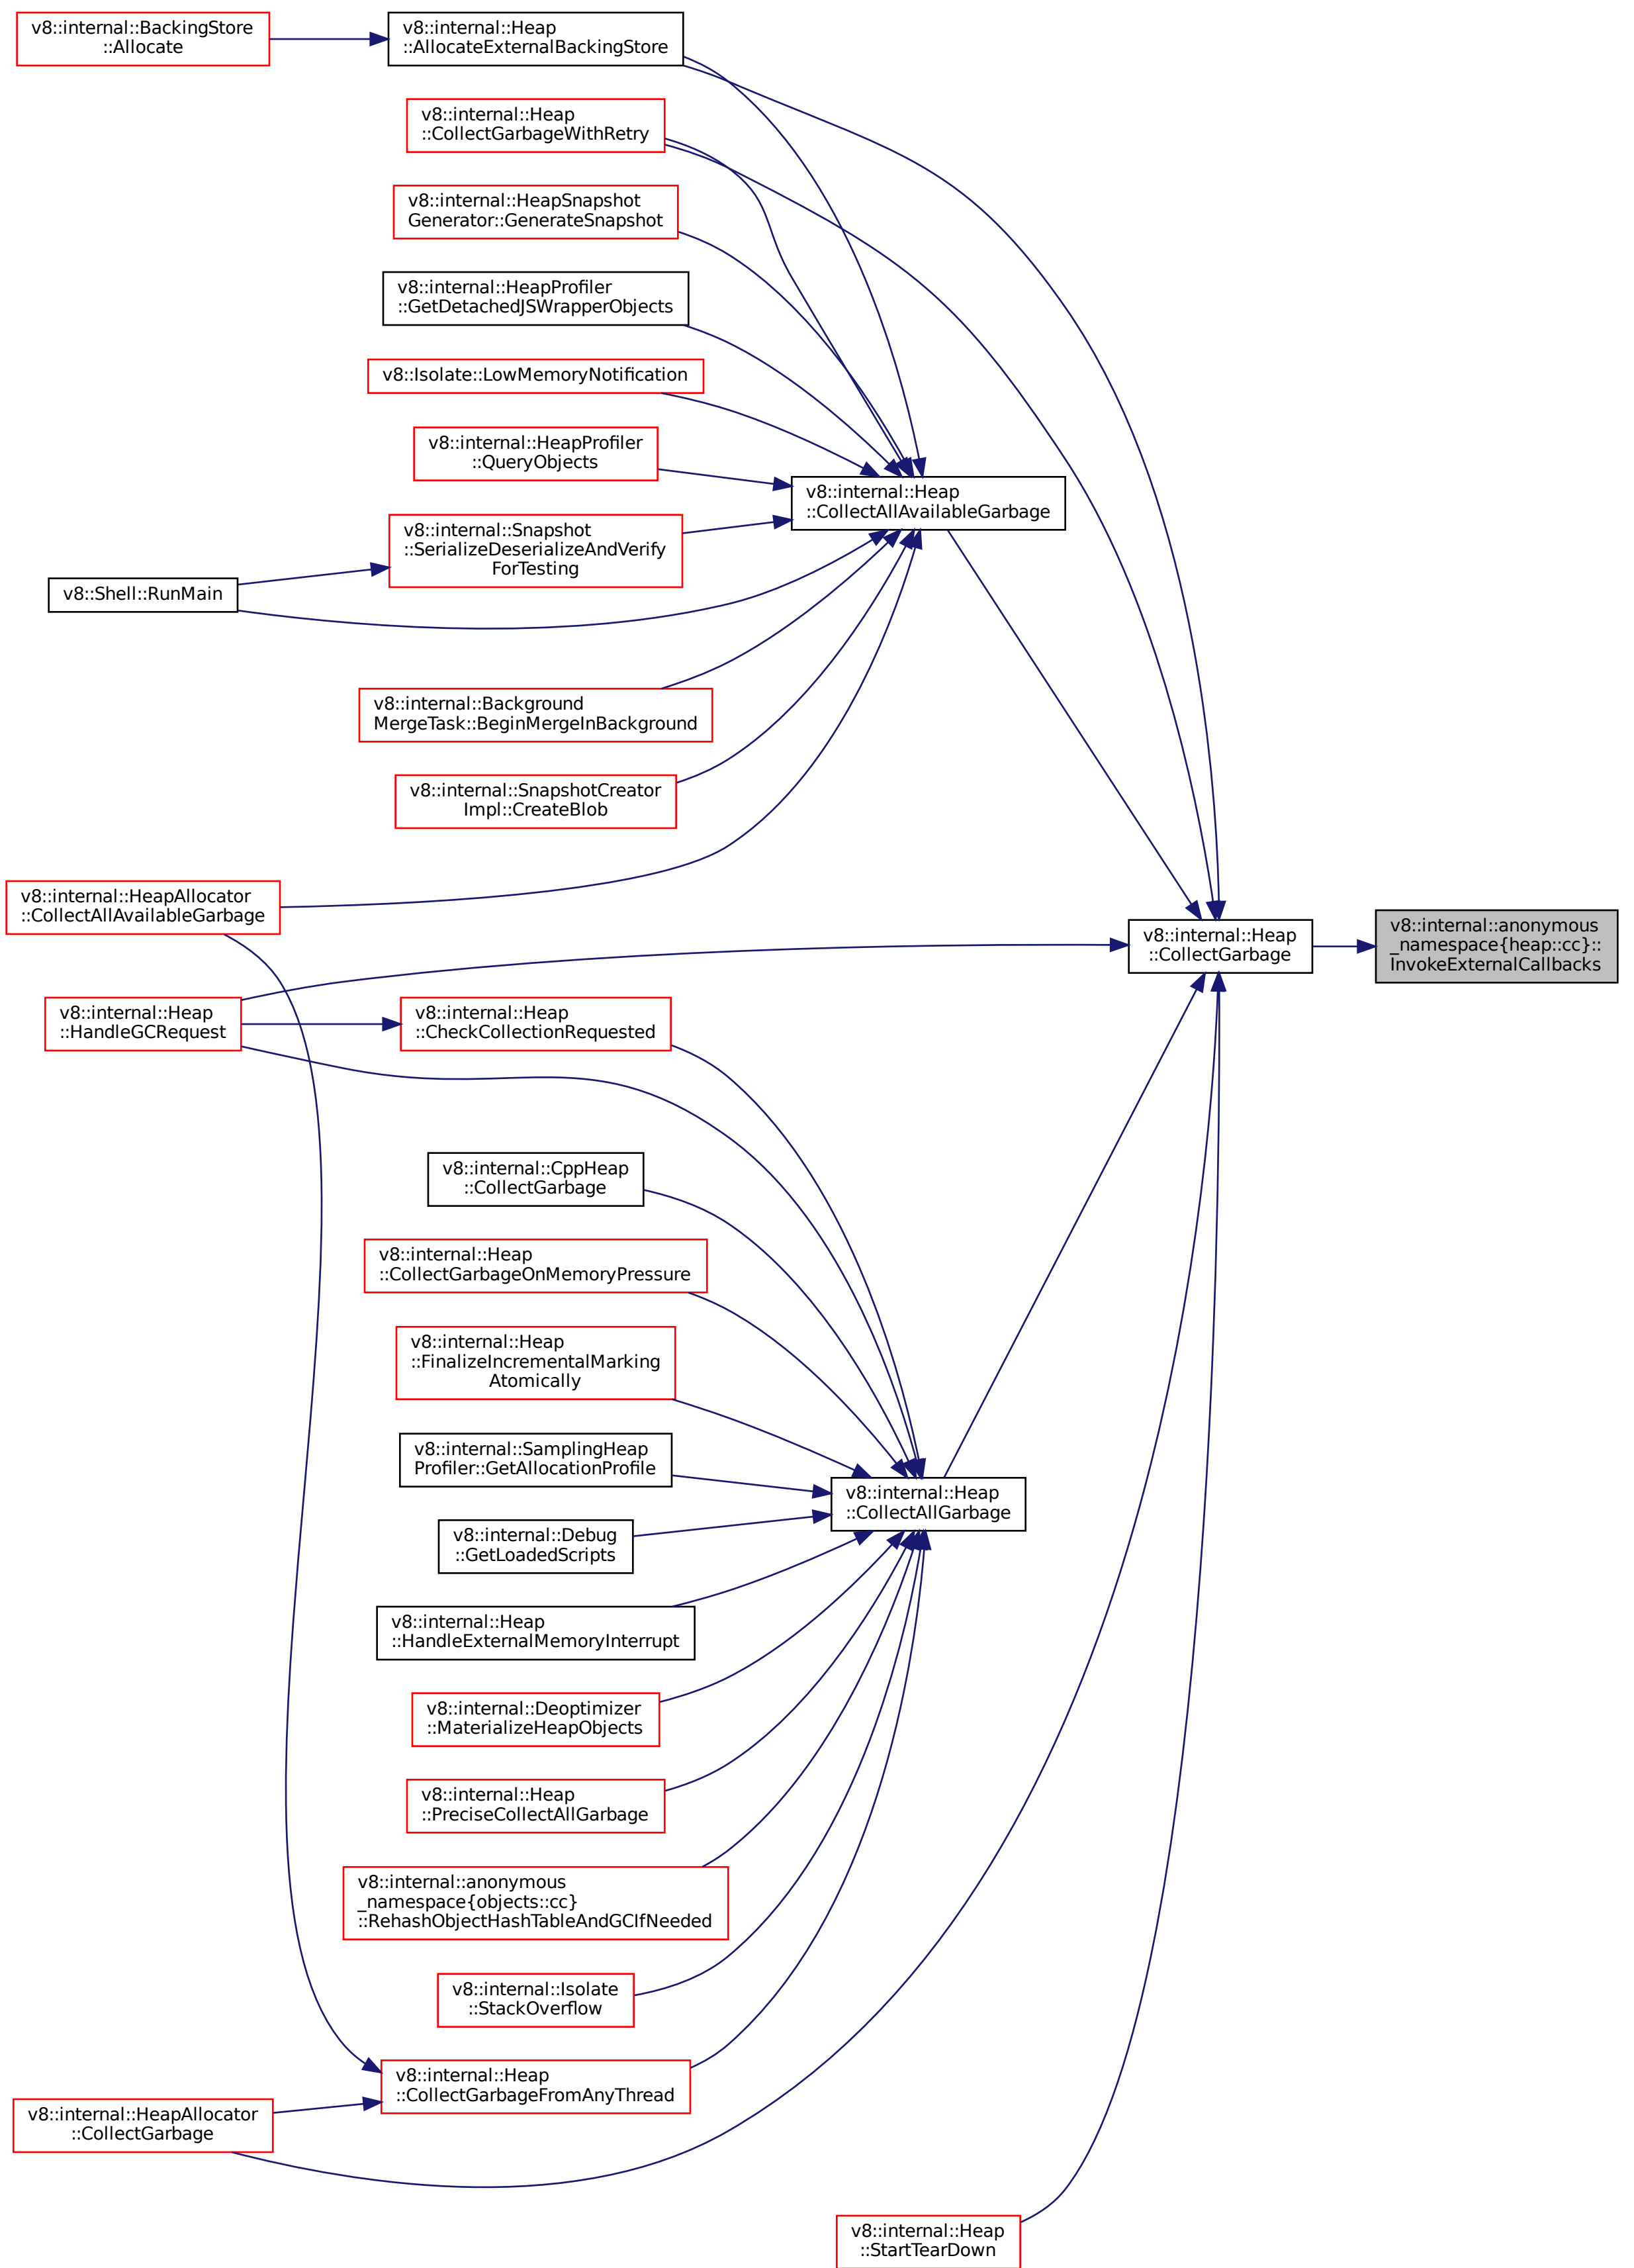 v8::internal::BackingStore
::Allocate
v8::internal::Heap
::AllocateExternalBackingStore
v8::internal::Heap
::CollectGarbageWithRetry
v8::internal::HeapSnapshot
Generator::GenerateSnapshot
v8::internal::HeapProfiler
::GetDetachedJSWrapperObjects
v8::Isolate::LowMemoryNotification
v8::internal::HeapProfiler
::QueryObjects
v8::internal::Heap
::CollectAllAvailableGarbage
v8::internal::Snapshot
::SerializeDeserializeAndVerify
ForTesting
v8::Shell::RunMain
v8::internal::Background
MergeTask::BeginMergeInBackground
v8::internal::SnapshotCreator
Impl::CreateBlob
v8::internal::HeapAllocator
::CollectAllAvailableGarbage
v8::internal::Heap
::CollectGarbage
v8::internal::anonymous
_namespace{heap::cc}::
InvokeExternalCallbacks
v8::internal::Heap
::HandleGCRequest
v8::internal::Heap
::CheckCollectionRequested
v8::internal::CppHeap
::CollectGarbage
v8::internal::Heap
::CollectGarbageOnMemoryPressure
v8::internal::Heap
::FinalizeIncrementalMarking
Atomically
v8::internal::SamplingHeap
Profiler::GetAllocationProfile
v8::internal::Heap
::CollectAllGarbage
v8::internal::Debug
::GetLoadedScripts
v8::internal::Heap
::HandleExternalMemoryInterrupt
v8::internal::Deoptimizer
::MaterializeHeapObjects
v8::internal::Heap
::PreciseCollectAllGarbage
v8::internal::anonymous
_namespace{objects::cc}
::RehashObjectHashTableAndGCIfNeeded
v8::internal::Isolate
::StackOverflow
v8::internal::Heap
::CollectGarbageFromAnyThread
v8::internal::HeapAllocator
::CollectGarbage
v8::internal::Heap
::StartTearDown